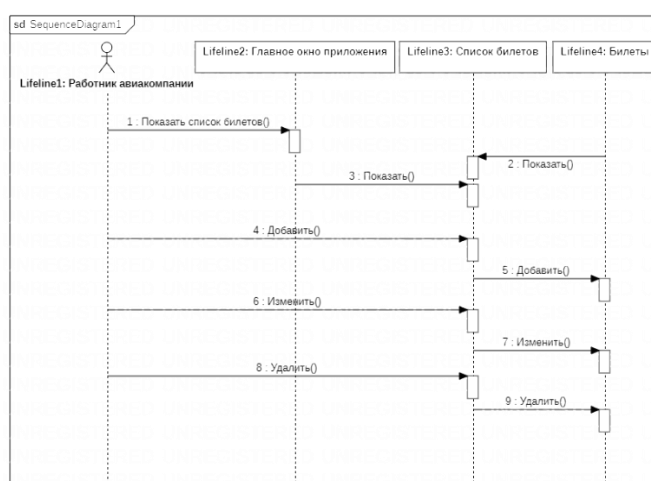 sd SequenceDiagram1
Lifeline2: Главное окно приложения
Lifeline3: Список билетов
Lifeline4: Билеты
Lifeline1: Работник авиакомпании
1 : Показать список билетов()
2 : Показать()
3 : Показать()
4 : Добавить()
5 : Добавить()
6 : Изменить()
7 : Изменить()
8 : Удалить()
9 : Удалить()